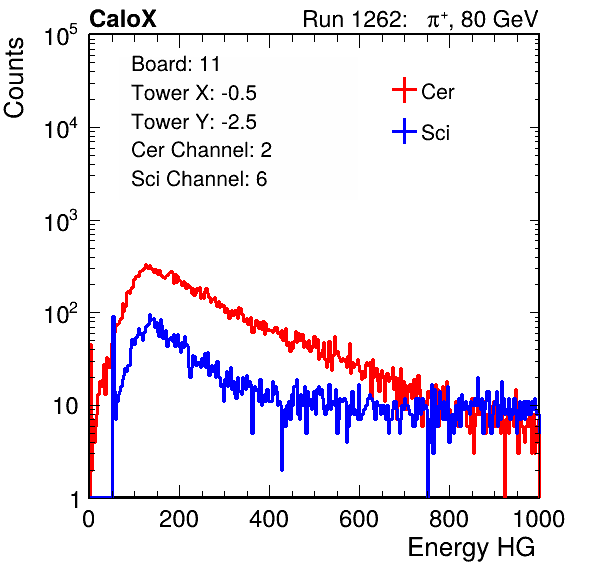 CaloX Run 1262: π⁺, 80 GeV
Board: 11
Tower X: -0.5
Tower Y: -2.5
Cer Channel: 2
Sci Channel: 6
Cer
Sci
Counts
10⁵
10⁴
10³
10²
10
1
0 200 400 600 800 1000
Energy HG